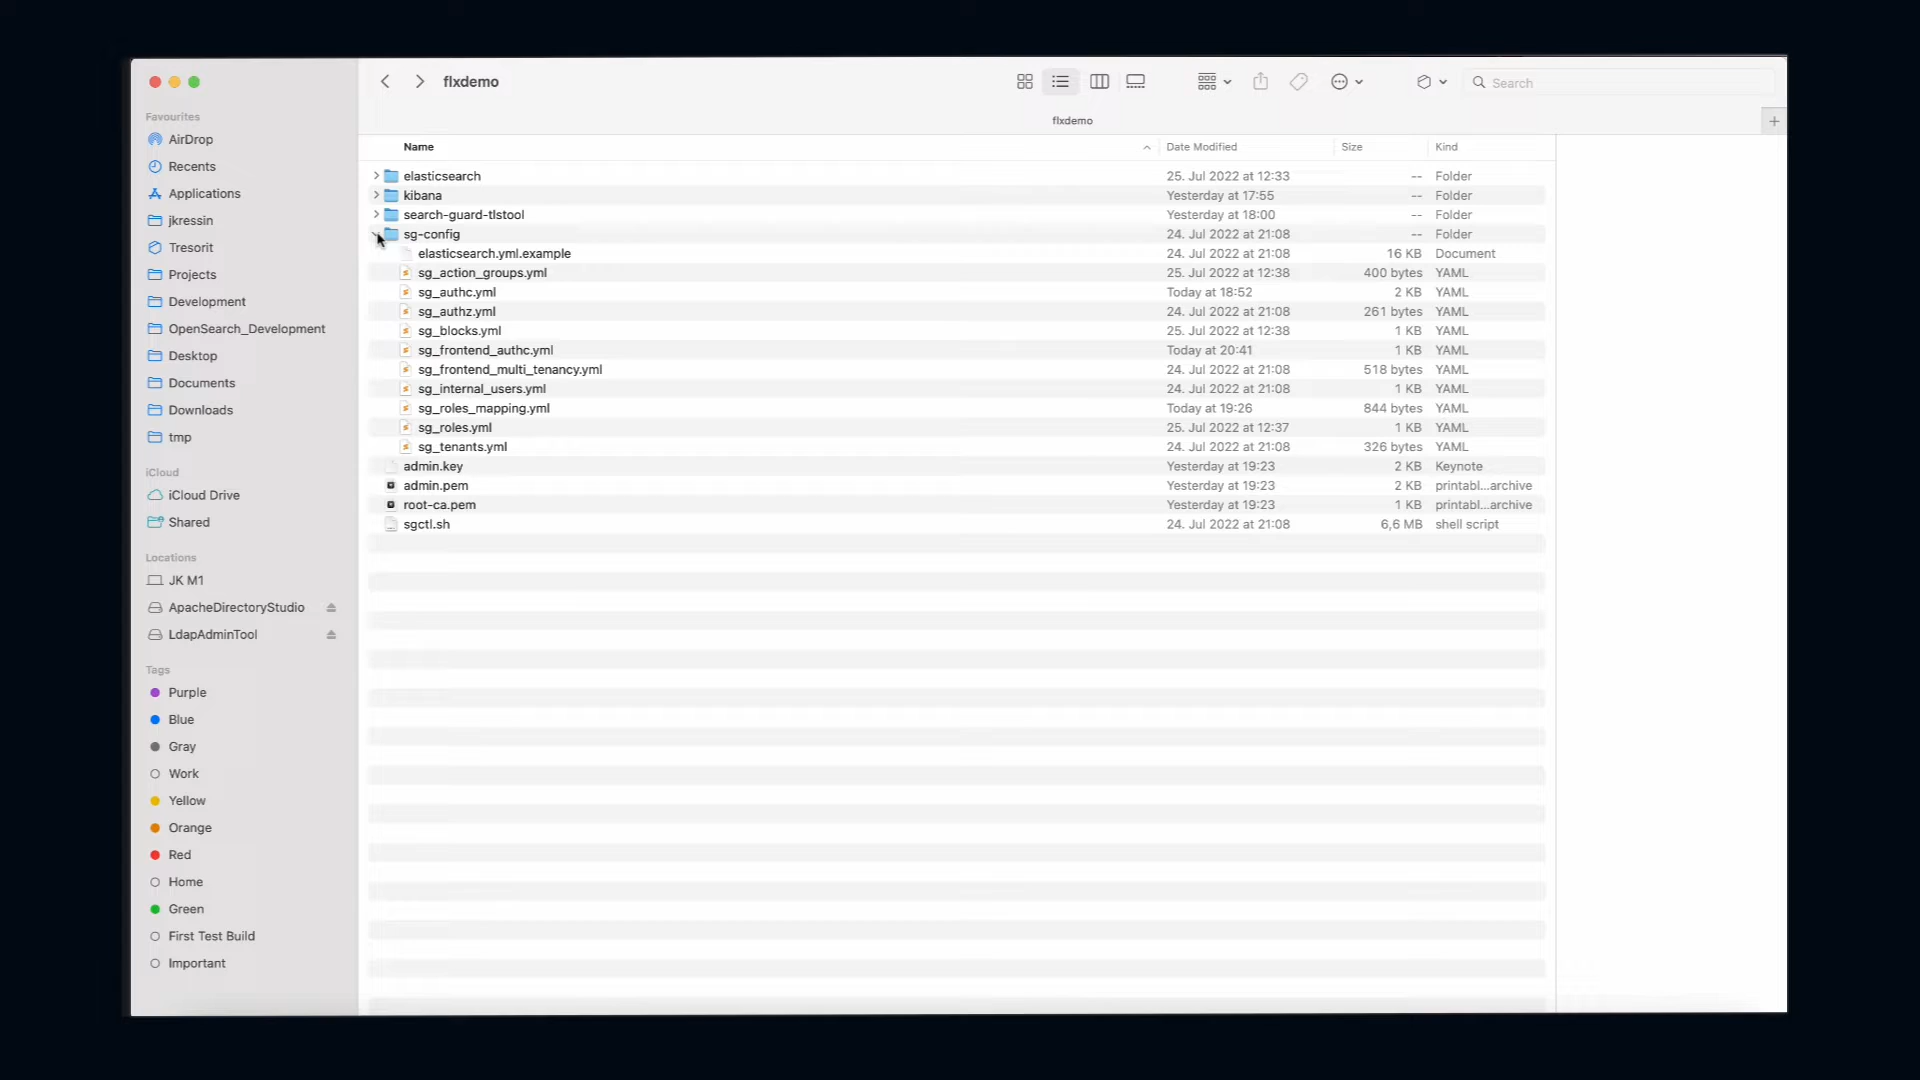 flxdemo
Search
flxdemo
Favourites
AirDrop
Recents
Applications
jkressin
Tresorit
Projects
Development
OpenSearch_Development
Desktop
Documents
Downloads
tmp
iCloud
iCloud Drive
Shared
Locations
JK M1
ApacheDirectoryStudio
LdapAdminTool
Tags
Purple
Blue
Gray
Work
Yellow
Orange
Red
Home
Green
First Test Build
Important
Name Date Modified Size Kind
elasticsearch 25. Jul 2022 at 12:33 -- Folder
kibana Yesterday at 17:55 -- Folder
search-guard-tlstool Yesterday at 18:00 -- Folder
sg-config 24. Jul 2022 at 21:08 -- Folder
elasticsearch.yml.example 24. Jul 2022 at 21:08 16 KB Document
sg_action_groups.yml 25. Jul 2022 at 12:38 400 bytes YAML
sg_authc.yml Today at 18:52 2 KB YAML
sg_authz.yml 24. Jul 2022 at 21:08 261 bytes YAML
sg_blocks.yml 25. Jul 2022 at 12:38 1 KB YAML
sg_frontend_authc.yml Today at 20:41 1 KB YAML
sg_frontend_multi_tenancy.yml 24. Jul 2022 at 21:08 518 bytes YAML
sg_internal_users.yml 24. Jul 2022 at 21:08 1 KB YAML
sg_roles_mapping.yml Today at 19:26 844 bytes YAML
sg_roles.yml 25. Jul 2022 at 12:37 1 KB YAML
sg_tenants.yml 24. Jul 2022 at 21:08 326 bytes YAML
admin.key Yesterday at 19:23 2 KB Keynote
admin.pem Yesterday at 19:23 2 KB printabl...archive
root-ca.pem Yesterday at 19:23 1 KB printabl...archive
sgctl.sh 24. Jul 2022 at 21:08 6,6 MB shell script